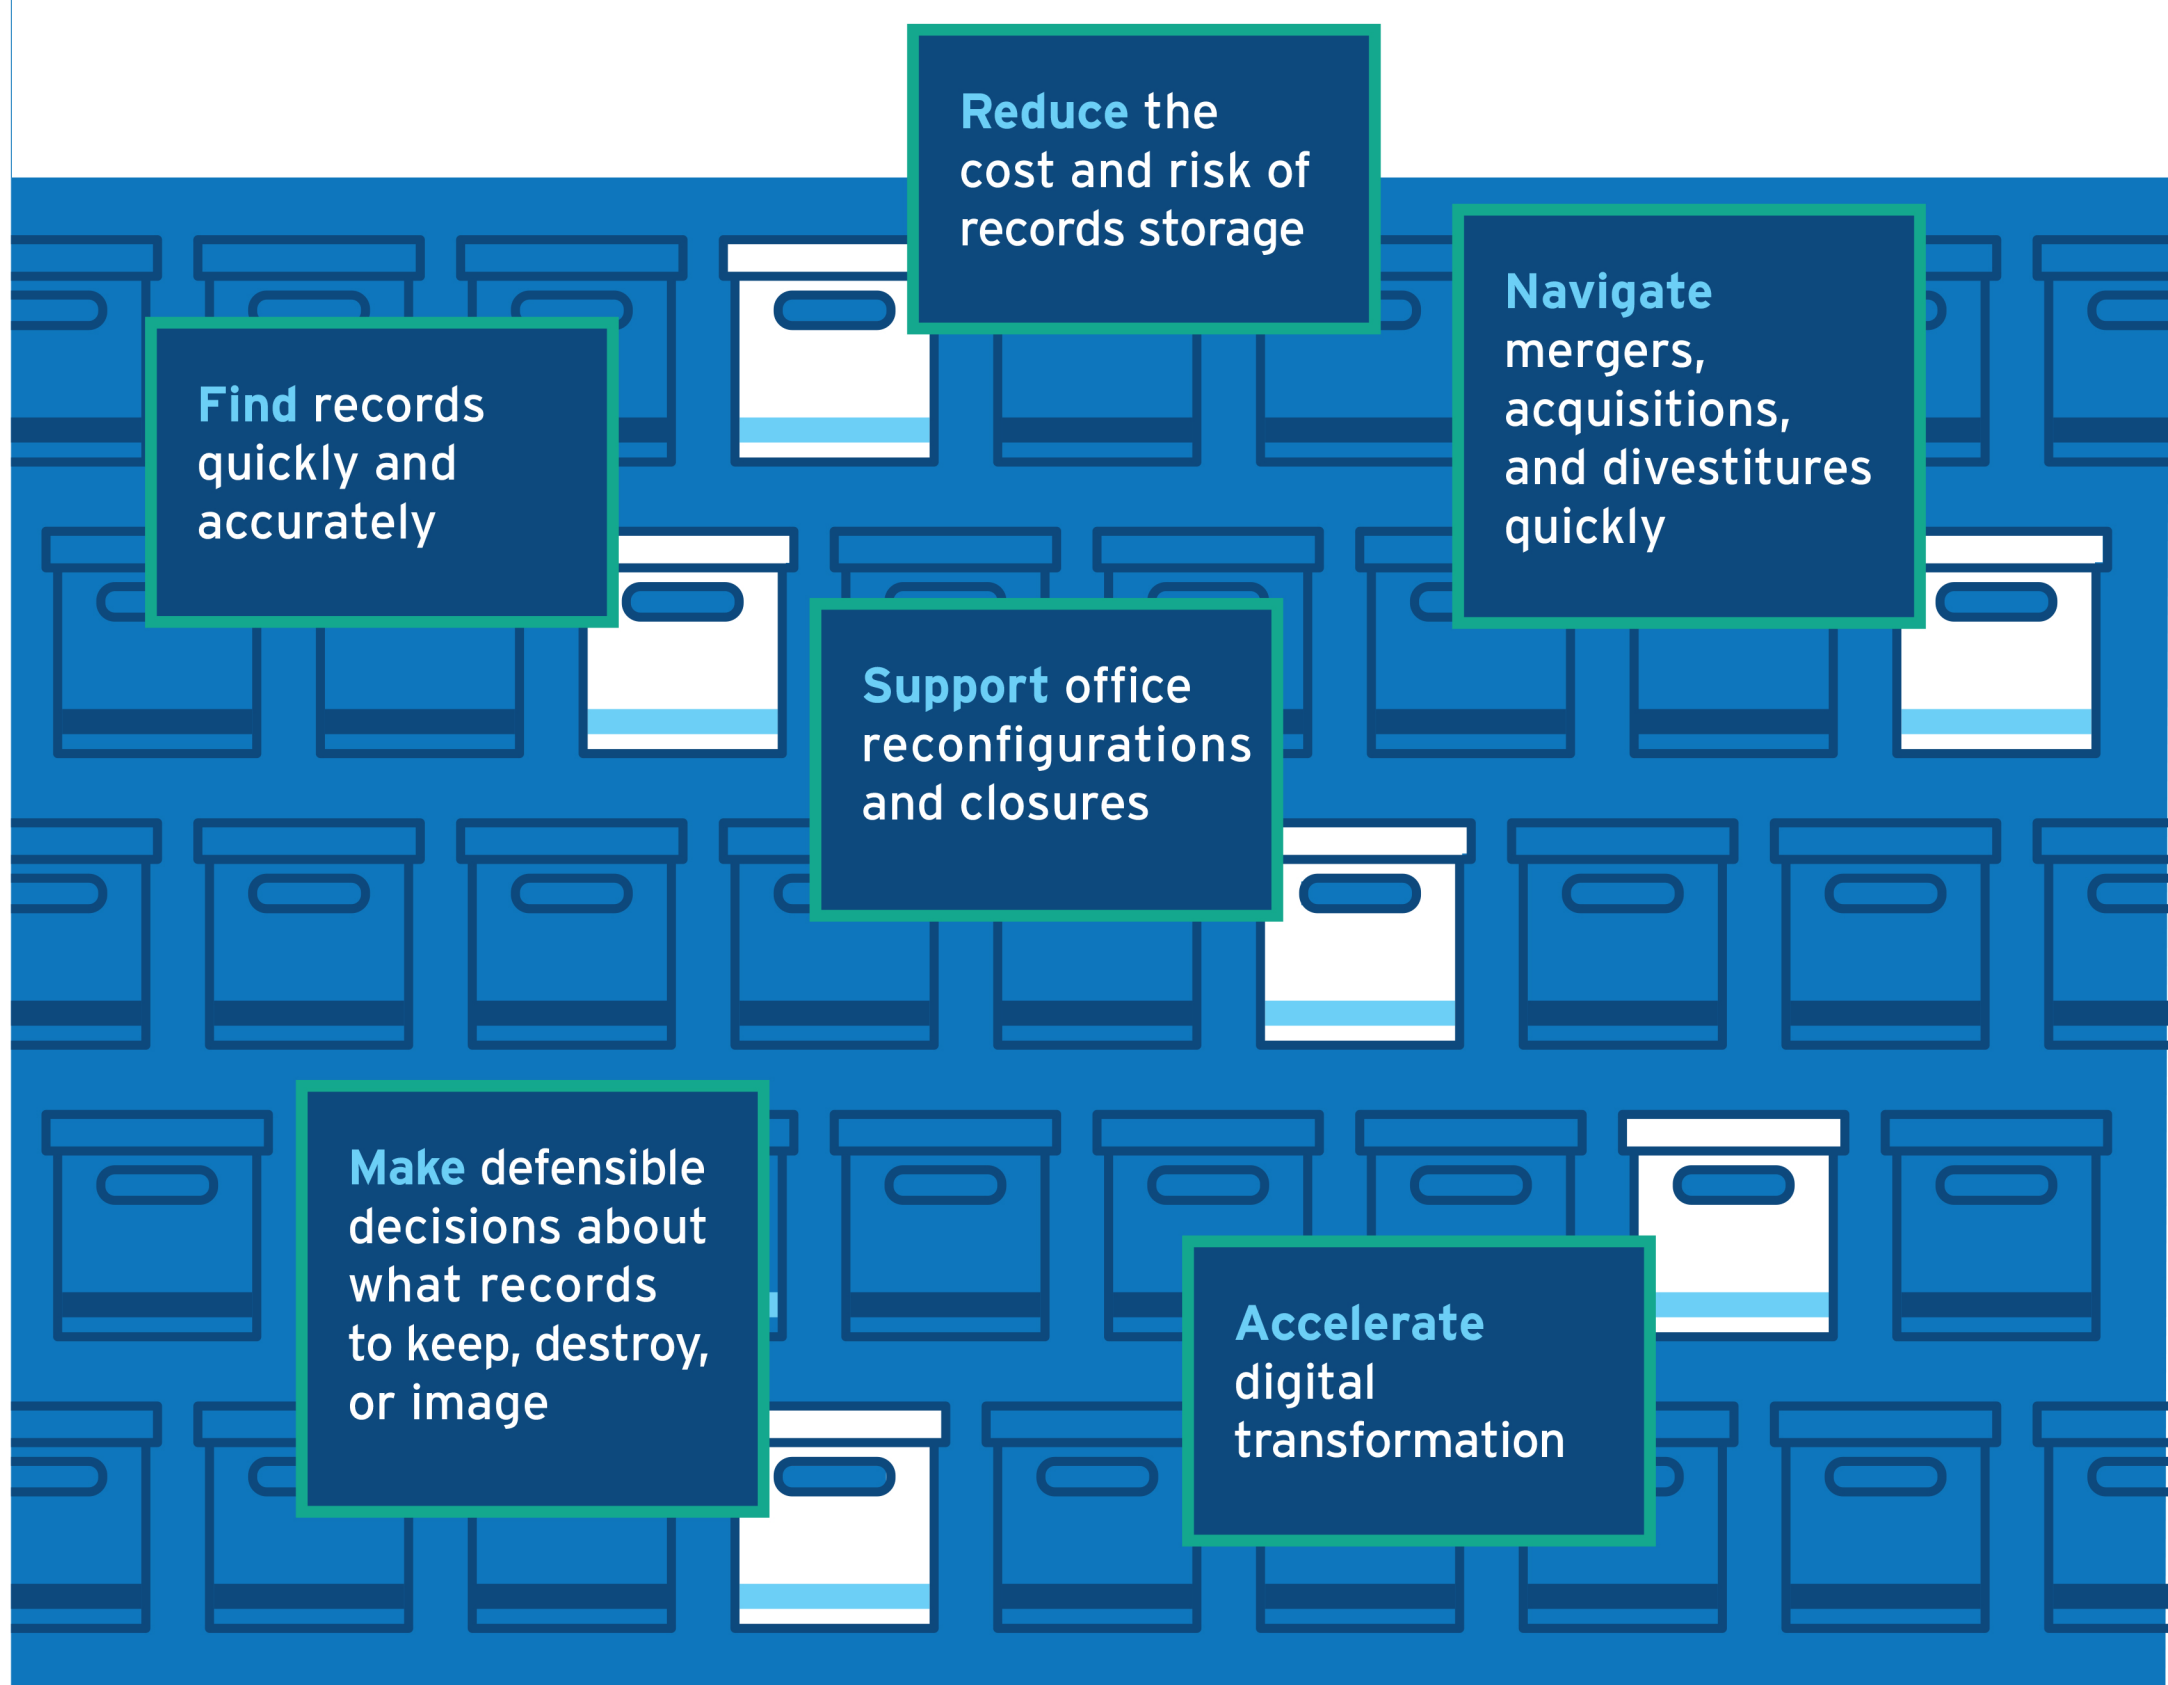 Reduce the
cost and risk of
records storage
Navigate
mergers,
acquisitions,
and divestitures
quickly
Find records
quickly and
accurately
Support office
reconfigurations
and closures
Make defensible
decisions about
what records
to keep, destroy,
or image
Accelerate
digital
transformation